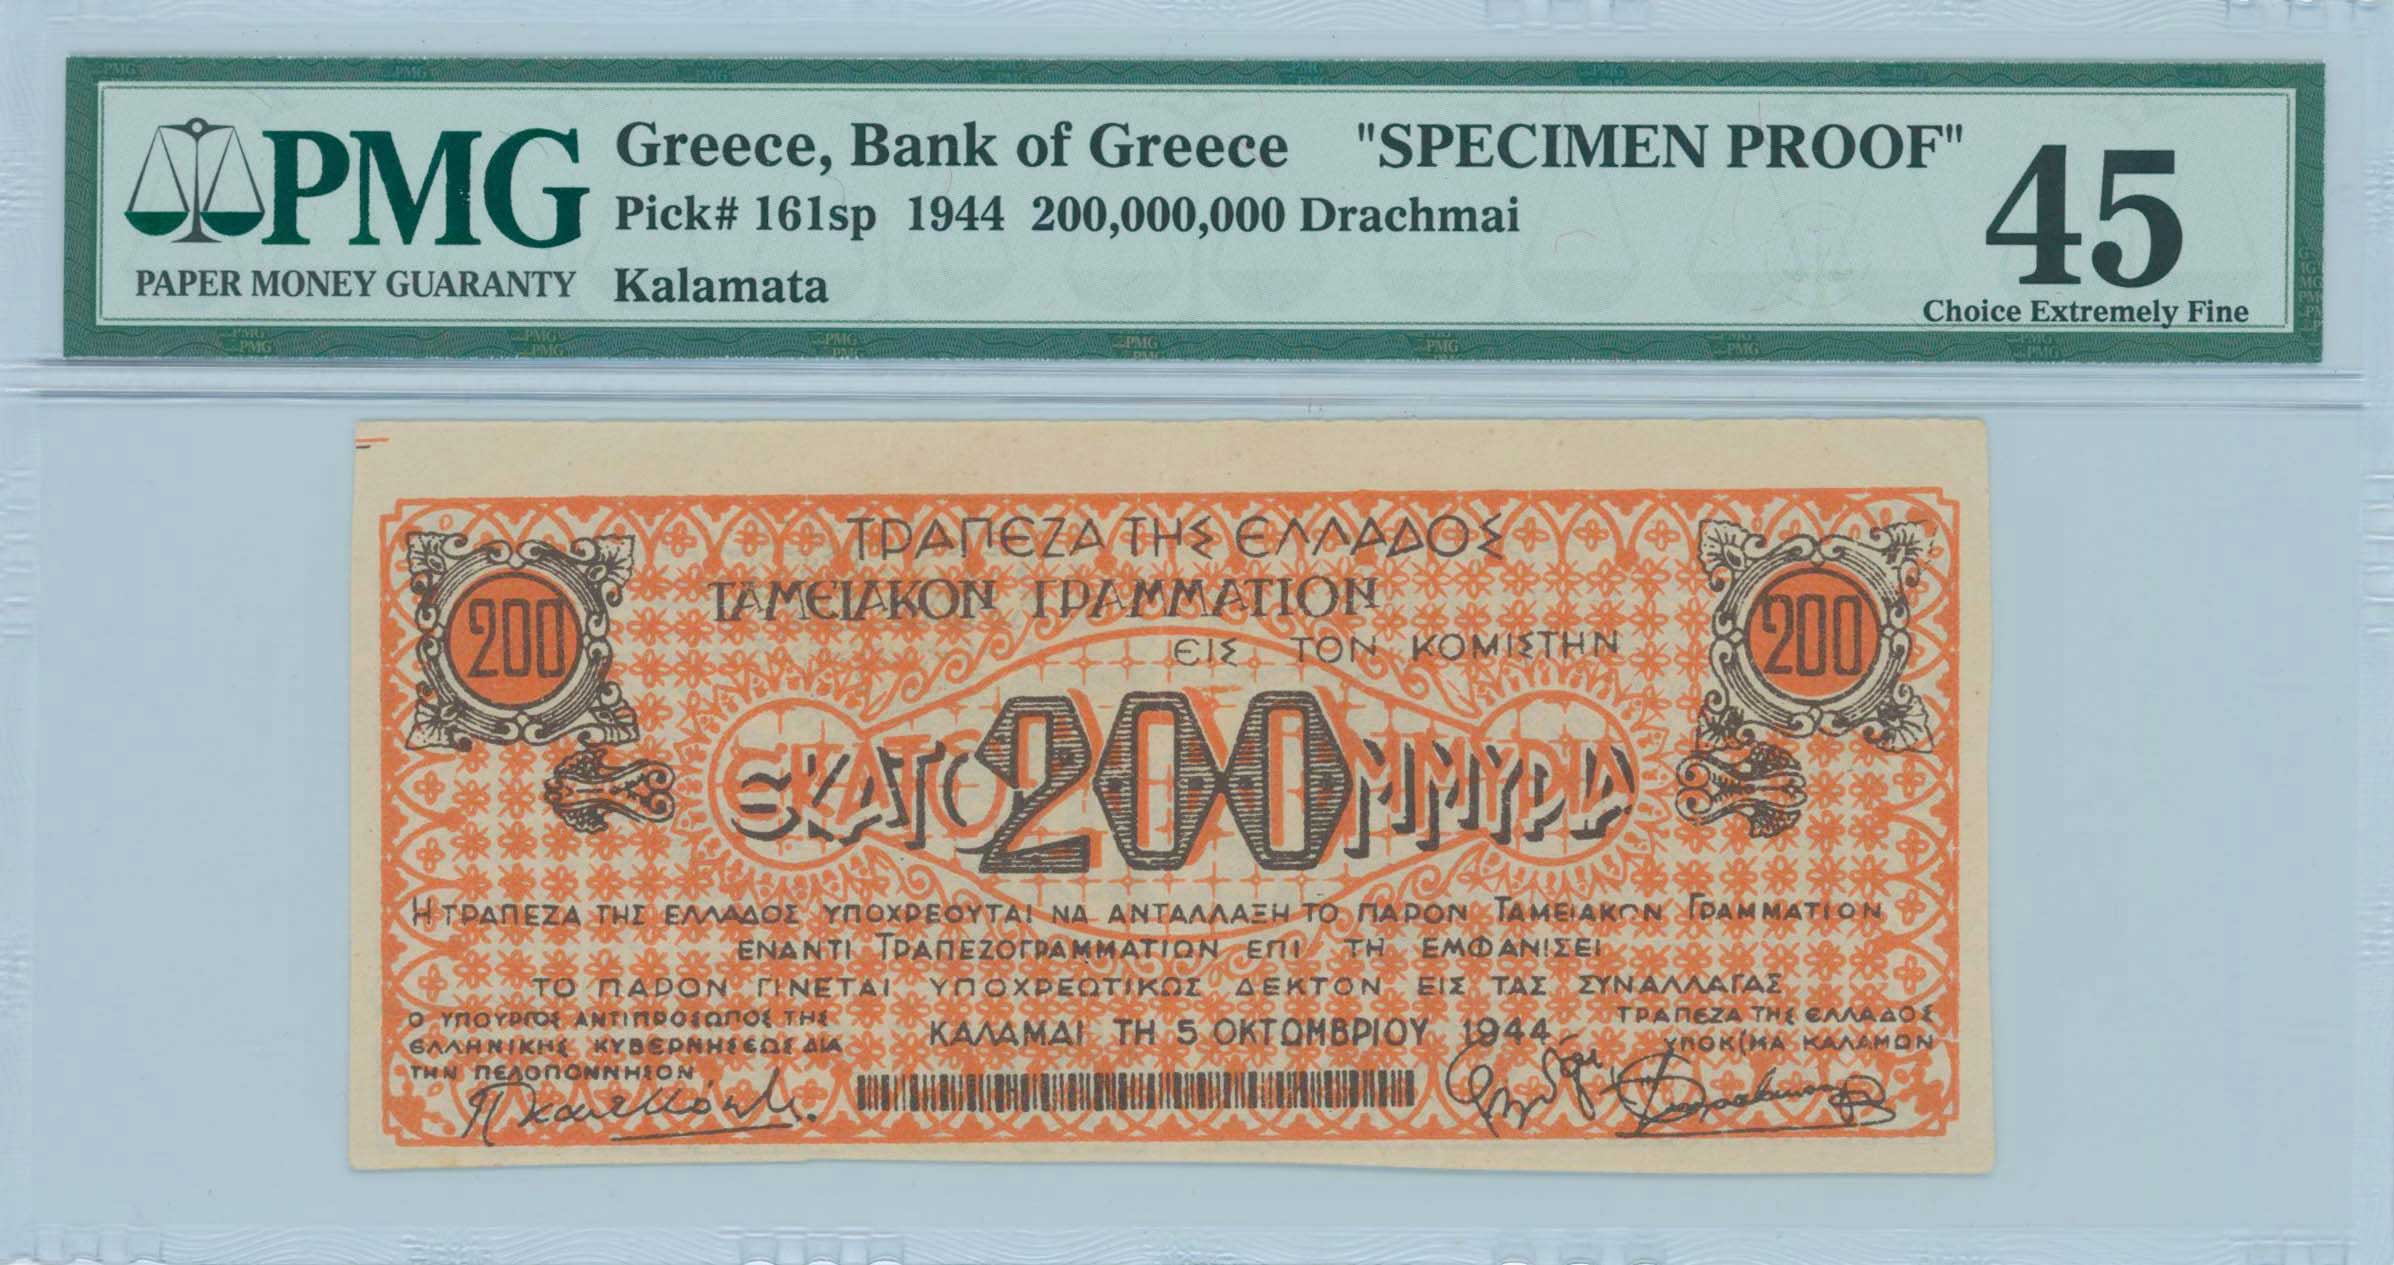 PMG
PAPER MONEY GUARANTY
Greece, Bank of Greece "SPECIMEN PROOF"
Pick# 161sp 1944 200,000,000 Drachmai
Kalamata
45
Choice Extremely Fine
ΤΡΑΠΕΖΑ ΤΗΣ ΕΛΛΑΔΟΣ
ΤΑΜΕΙΑΚΟΝ ΓΡΑΜΜΑΤΙΟΝ
ΕΙΣ ΤΟΝ ΚΟΜΙΣΤΗΝ
200
200
ΕΚΑΤΟ200ΜΜΥΡΙΑ
Η ΤΡΑΠΕΖΑ ΤΗΣ ΕΛΛΑΔΟΣ ΥΠΟΧΡΕΟΥΤΑΙ ΝΑ ΑΝΤΑΛΛΑΞΗ ΤΟ ΠΑΡΟΝ ΤΑΜΕΙΑΚΟΝ ΓΡΑΜΜΑΤΙΟΝ
ΕΝΑΝΤΙ ΤΡΑΠΕΖΟΓΡΑΜΜΑΤΙΩΝ ΕΠΙ ΤΗ ΕΜΦΑΝΙΣΕΙ
ΤΟ ΠΑΡΟΝ ΓΙΝΕΤΑΙ ΥΠΟΧΡΕΩΤΙΚΩΣ ΔΕΚΤΟΝ ΕΙΣ ΤΑΣ ΣΥΝΑΛΛΑΓΑΣ
Ο ΥΠΟΥΡΓΟΣ ΑΝΤΙΠΡΟΣΩΠΟΣ ΤΗΣ
ΕΛΛΗΝΙΚΗΣ ΚΥΒΕΡΝΗΣΕΩΣ ΔΙΑ
ΤΗΝ ΠΕΛΟΠΟΝΝΗΣΟΝ
ΚΑΛΑΜΑΙ ΤΗ 5 ΟΚΤΩΜΒΡΙΟΥ 1944
ΤΡΑΠΕΖΑ ΤΗΣ ΕΛΛΑΔΟΣ
ΥΠΟΚ(ΜΑ ΚΑΛΑΜΩΝ